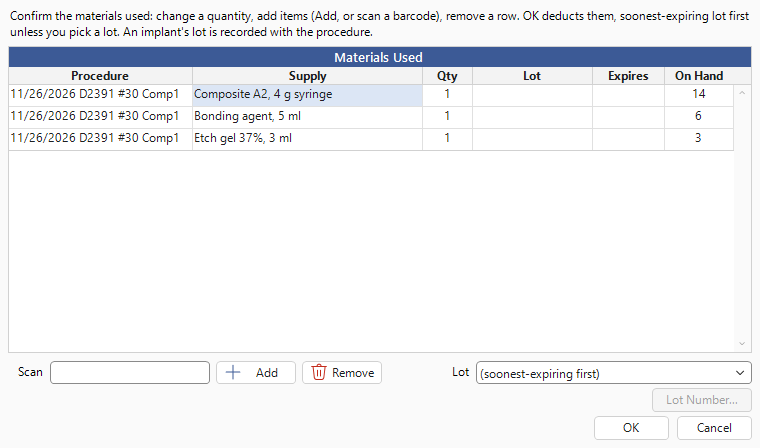 Confirm the materials used: change a quantity, add items (Add, or scan a barcode), remove a row. OK deducts them, soonest-expiring lot first
unless you pick a lot. An implant's lot is recorded with the procedure.
Materials Used
Procedure Supply Qty Lot Expires On Hand
11/26/2026 D2391 #30 Comp1 Composite A2, 4 g syringe 1 14
11/26/2026 D2391 #30 Comp1 Bonding agent, 5 ml 1 6
11/26/2026 D2391 #30 Comp1 Etch gel 37%, 3 ml 1 3
Scan Add Remove Lot (soonest-expiring first)
Lot Number...
OK Cancel